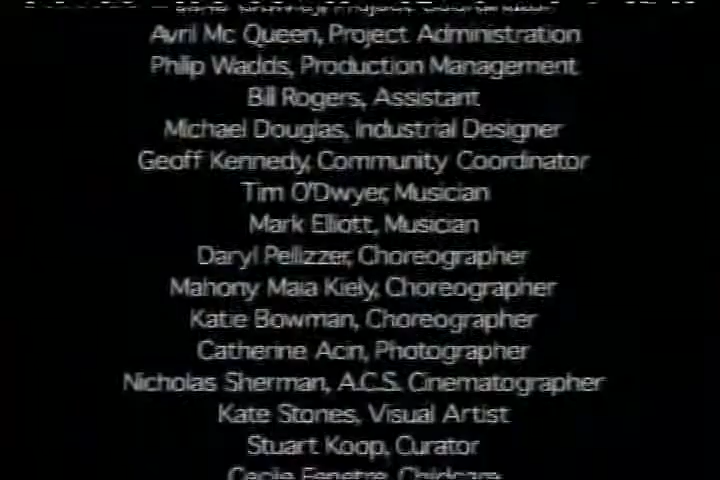 Avril Mc Queen, Project Administration
Philip Wadds, Production Management
Bill Rogers, Assistant
Michael Douglas, Industrial Designer
Geoff Kennedy, Community Coordinator
Tim O'Dwyer, Musician
Mark Elliott, Musician
Daryl Pellizzer, Choreographer
Mahony Maia Kiely, Choreographer
Katie Bowman, Choreographer
Catherine Acin, Photographer
Nicholas Sherman, A.C.S. Cinematographer
Kate Stones, Visual Artist
Stuart Koop, Curator
Cecile Fenetre, Childcare